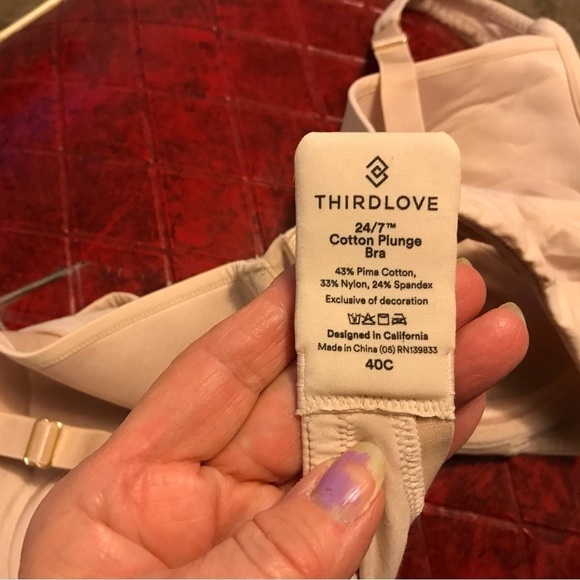 THIRDLOVE
24/7™
Cotton Plunge
Bra
43% Pima Cotton,
33% Nylon, 24% Spandex
Exclusive of decoration
Designed in California
Made in China (05) RN139833
40C